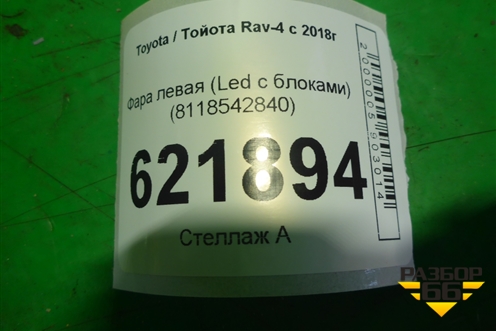 Toyota / Тойота Rav-4 с 2018г
Фара левая (Led с блоками)
(8118542840)
621894
Стеллаж А
2000005903014
РАЗБОР
66